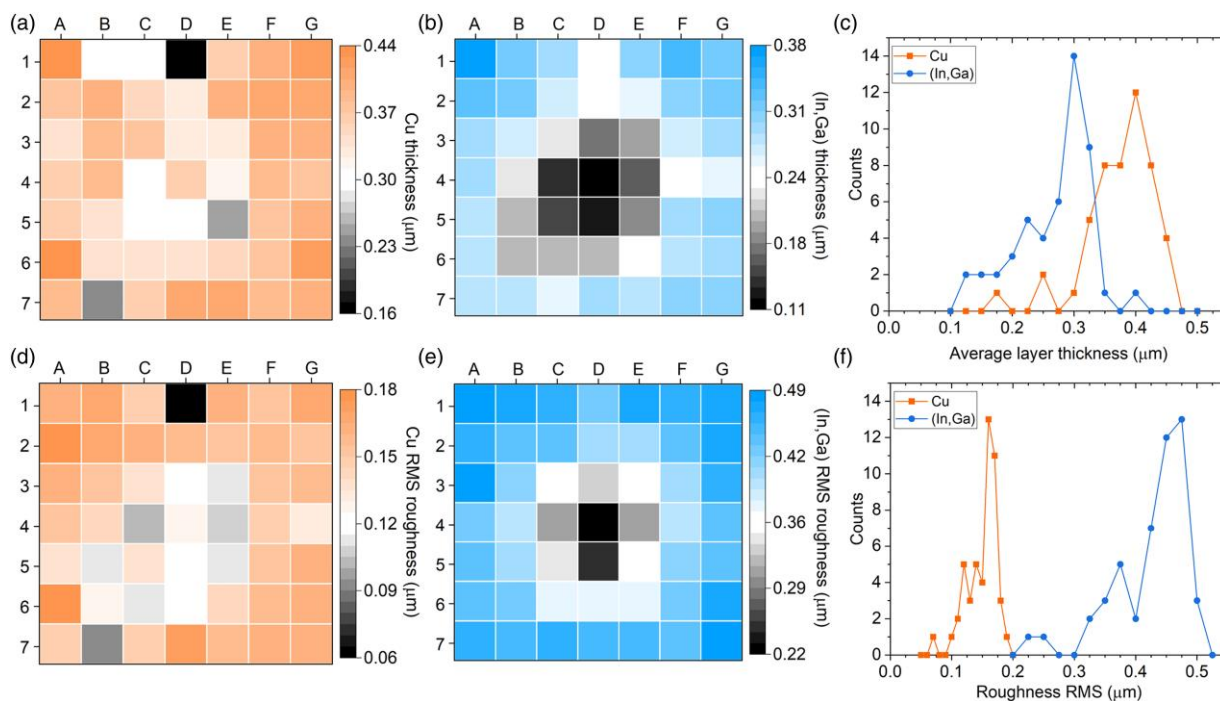 (a)
A B C D E F G
1
2
3
4
5
6
7
0.44
0.37
0.30
0.23
0.16
Cu thickness (μm)
(b)
A B C D E F G
1
2
3
4
5
6
7
0.38
0.31
0.24
0.18
0.11
(In,Ga) thickness (μm)
(c)
Cu
(In,Ga)
14
12
10
8
6
4
2
0
Counts
0.0 0.1 0.2 0.3 0.4 0.5
Average layer thickness (μm)
(d)
A B C D E F G
1
2
3
4
5
6
7
0.18
0.15
0.12
0.09
0.06
Cu RMS roughness (μm)
(e)
A B C D E F G
1
2
3
4
5
6
7
0.49
0.42
0.36
0.29
0.22
(In,Ga) RMS roughness (μm)
(f)
Cu
(In,Ga)
14
12
10
8
6
4
2
0
Counts
0.0 0.1 0.2 0.3 0.4 0.5
Roughness RMS (μm)